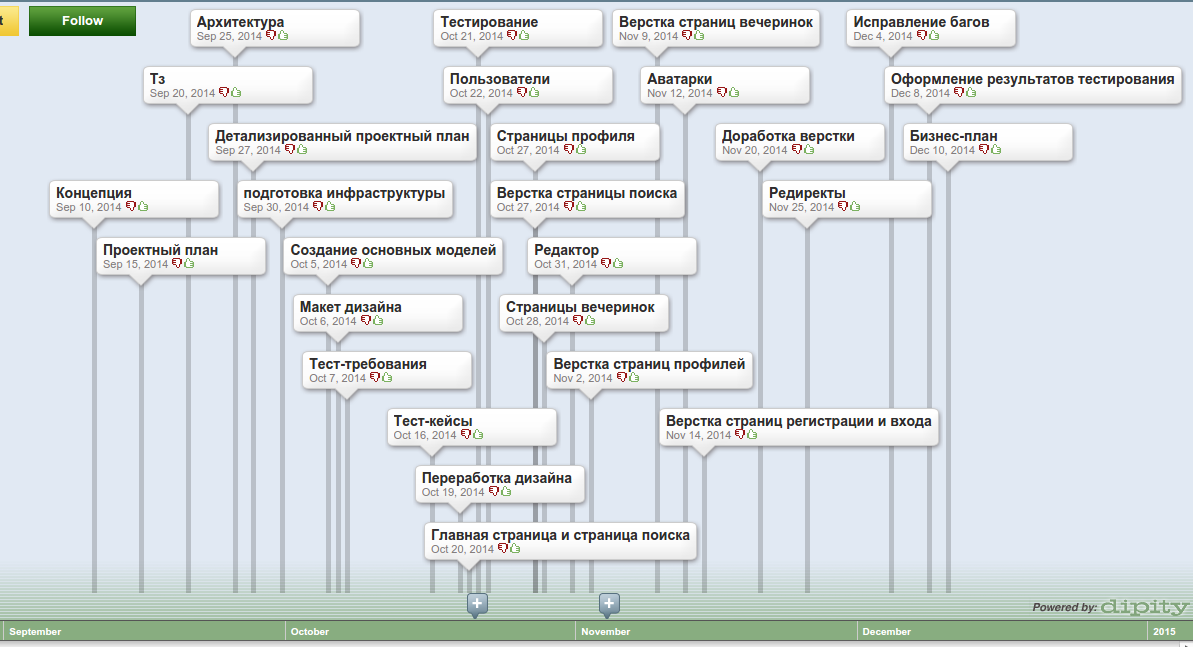 t
Follow
Архитектура
Sep 25, 2014
Тестирование
Oct 21, 2014
Верстка страниц вечеринок
Nov 9, 2014
Исправление багов
Dec 4, 2014
Тз
Sep 20, 2014
Пользователи
Oct 22, 2014
Аватарки
Nov 12, 2014
Оформление результатов тестирования
Dec 8, 2014
Детализированный проектный план
Sep 27, 2014
Страницы профиля
Oct 27, 2014
Доработка верстки
Nov 20, 2014
Бизнес-план
Dec 10, 2014
Концепция
Sep 10, 2014
подготовка инфраструктуры
Sep 30, 2014
Верстка страницы поиска
Oct 27, 2014
Редиректы
Nov 25, 2014
Проектный план
Sep 15, 2014
Создание основных моделей
Oct 5, 2014
Редактор
Oct 31, 2014
Макет дизайна
Oct 6, 2014
Страницы вечеринок
Oct 28, 2014
Тест-требования
Oct 7, 2014
Верстка страниц профилей
Nov 2, 2014
Тест-кейсы
Oct 16, 2014
Верстка страниц регистрации и входа
Nov 14, 2014
Переработка дизайна
Oct 19, 2014
Главная страница и страница поиска
Oct 20, 2014
Powered by: dipity
September
October
November
December
2015